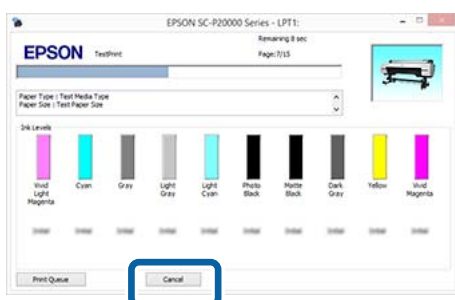 EPSON SC-P20000 Series - LPT1:
EPSON
TestPrint
Remaining 8 sec
Page: 7/15
Paper Type : Test Media Type
Paper Size : Test Paper Size
Ink Levels
Vivid Light Magenta
Cyan
Gray
Light Gray
Light Cyan
Photo Black
Matte Black
Dark Gray
Yellow
Vivid Magenta
Print Queue
Cancel